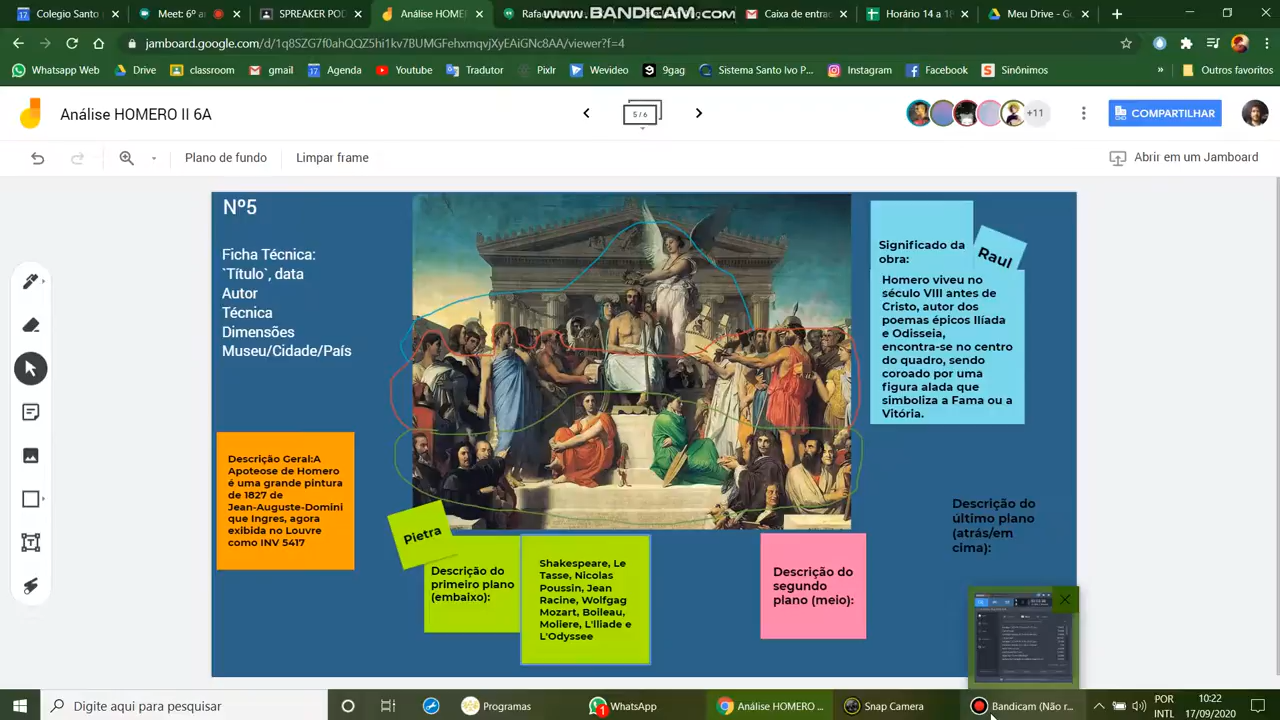 Colégio Santo
Meet: 6º an
SPEAKER POD
Análise HOM
Rafa
www.BANDICAM.com
Caixa de entra
Horário 14 a 18
Meu Drive - Go
jamboard.google.com/d/1q8SZG7f0ahQQZ5hi1kv7BUMGFehxmqvjXyEAiGNc8AA/viewer?f=4
Whatsapp Web
Drive
classroom
gmail
Agenda
Youtube
Tradutor
Pixlr
Wevideo
9gag
Sistema Santo Ivo P...
Instagram
Facebook
Sinônimos
»
Outros favoritos
Análise HOMERO II 6A
5 / 6
+11
COMPARTILHAR
Plano de fundo
Limpar frame
Abrir em um Jamboard
Nº5
Ficha Técnica:
`Título`, data
Autor
Técnica
Dimensões
Museu/Cidade/País
Significado da
obra:
Raul
Homero viveu no
século VIII antes de
Cristo, autor dos
poemas épicos Ilíada
e Odisseia,
encontra-se no centro
do quadro, sendo
coroado por uma
figura alada que
simboliza a Fama ou a
Vitória.
Descrição Geral:A
Apoteose de Homero
é uma grande pintura
de 1827 de
Jean-Auguste-Domini
que Ingres, agora
exibida no Louvre
como INV 5417
Pietra
Descrição do
primeiro plano
(embaixo):
Shakespeare, Le
Tasse, Nicolas
Poussin, Jean
Racine, Wolfgag
Mozart, Boileau,
Moliere, L'Iliade e
L'Odyssee
Descrição do
segundo
plano (meio):
Descrição do
último plano
(atrás/em
cima):
Digite aqui para pesquisar
Programas
1
WhatsApp
Análise HOMERO ...
Snap Camera
Bandicam (Não r...
POR
INTL
10:22
17/09/2020